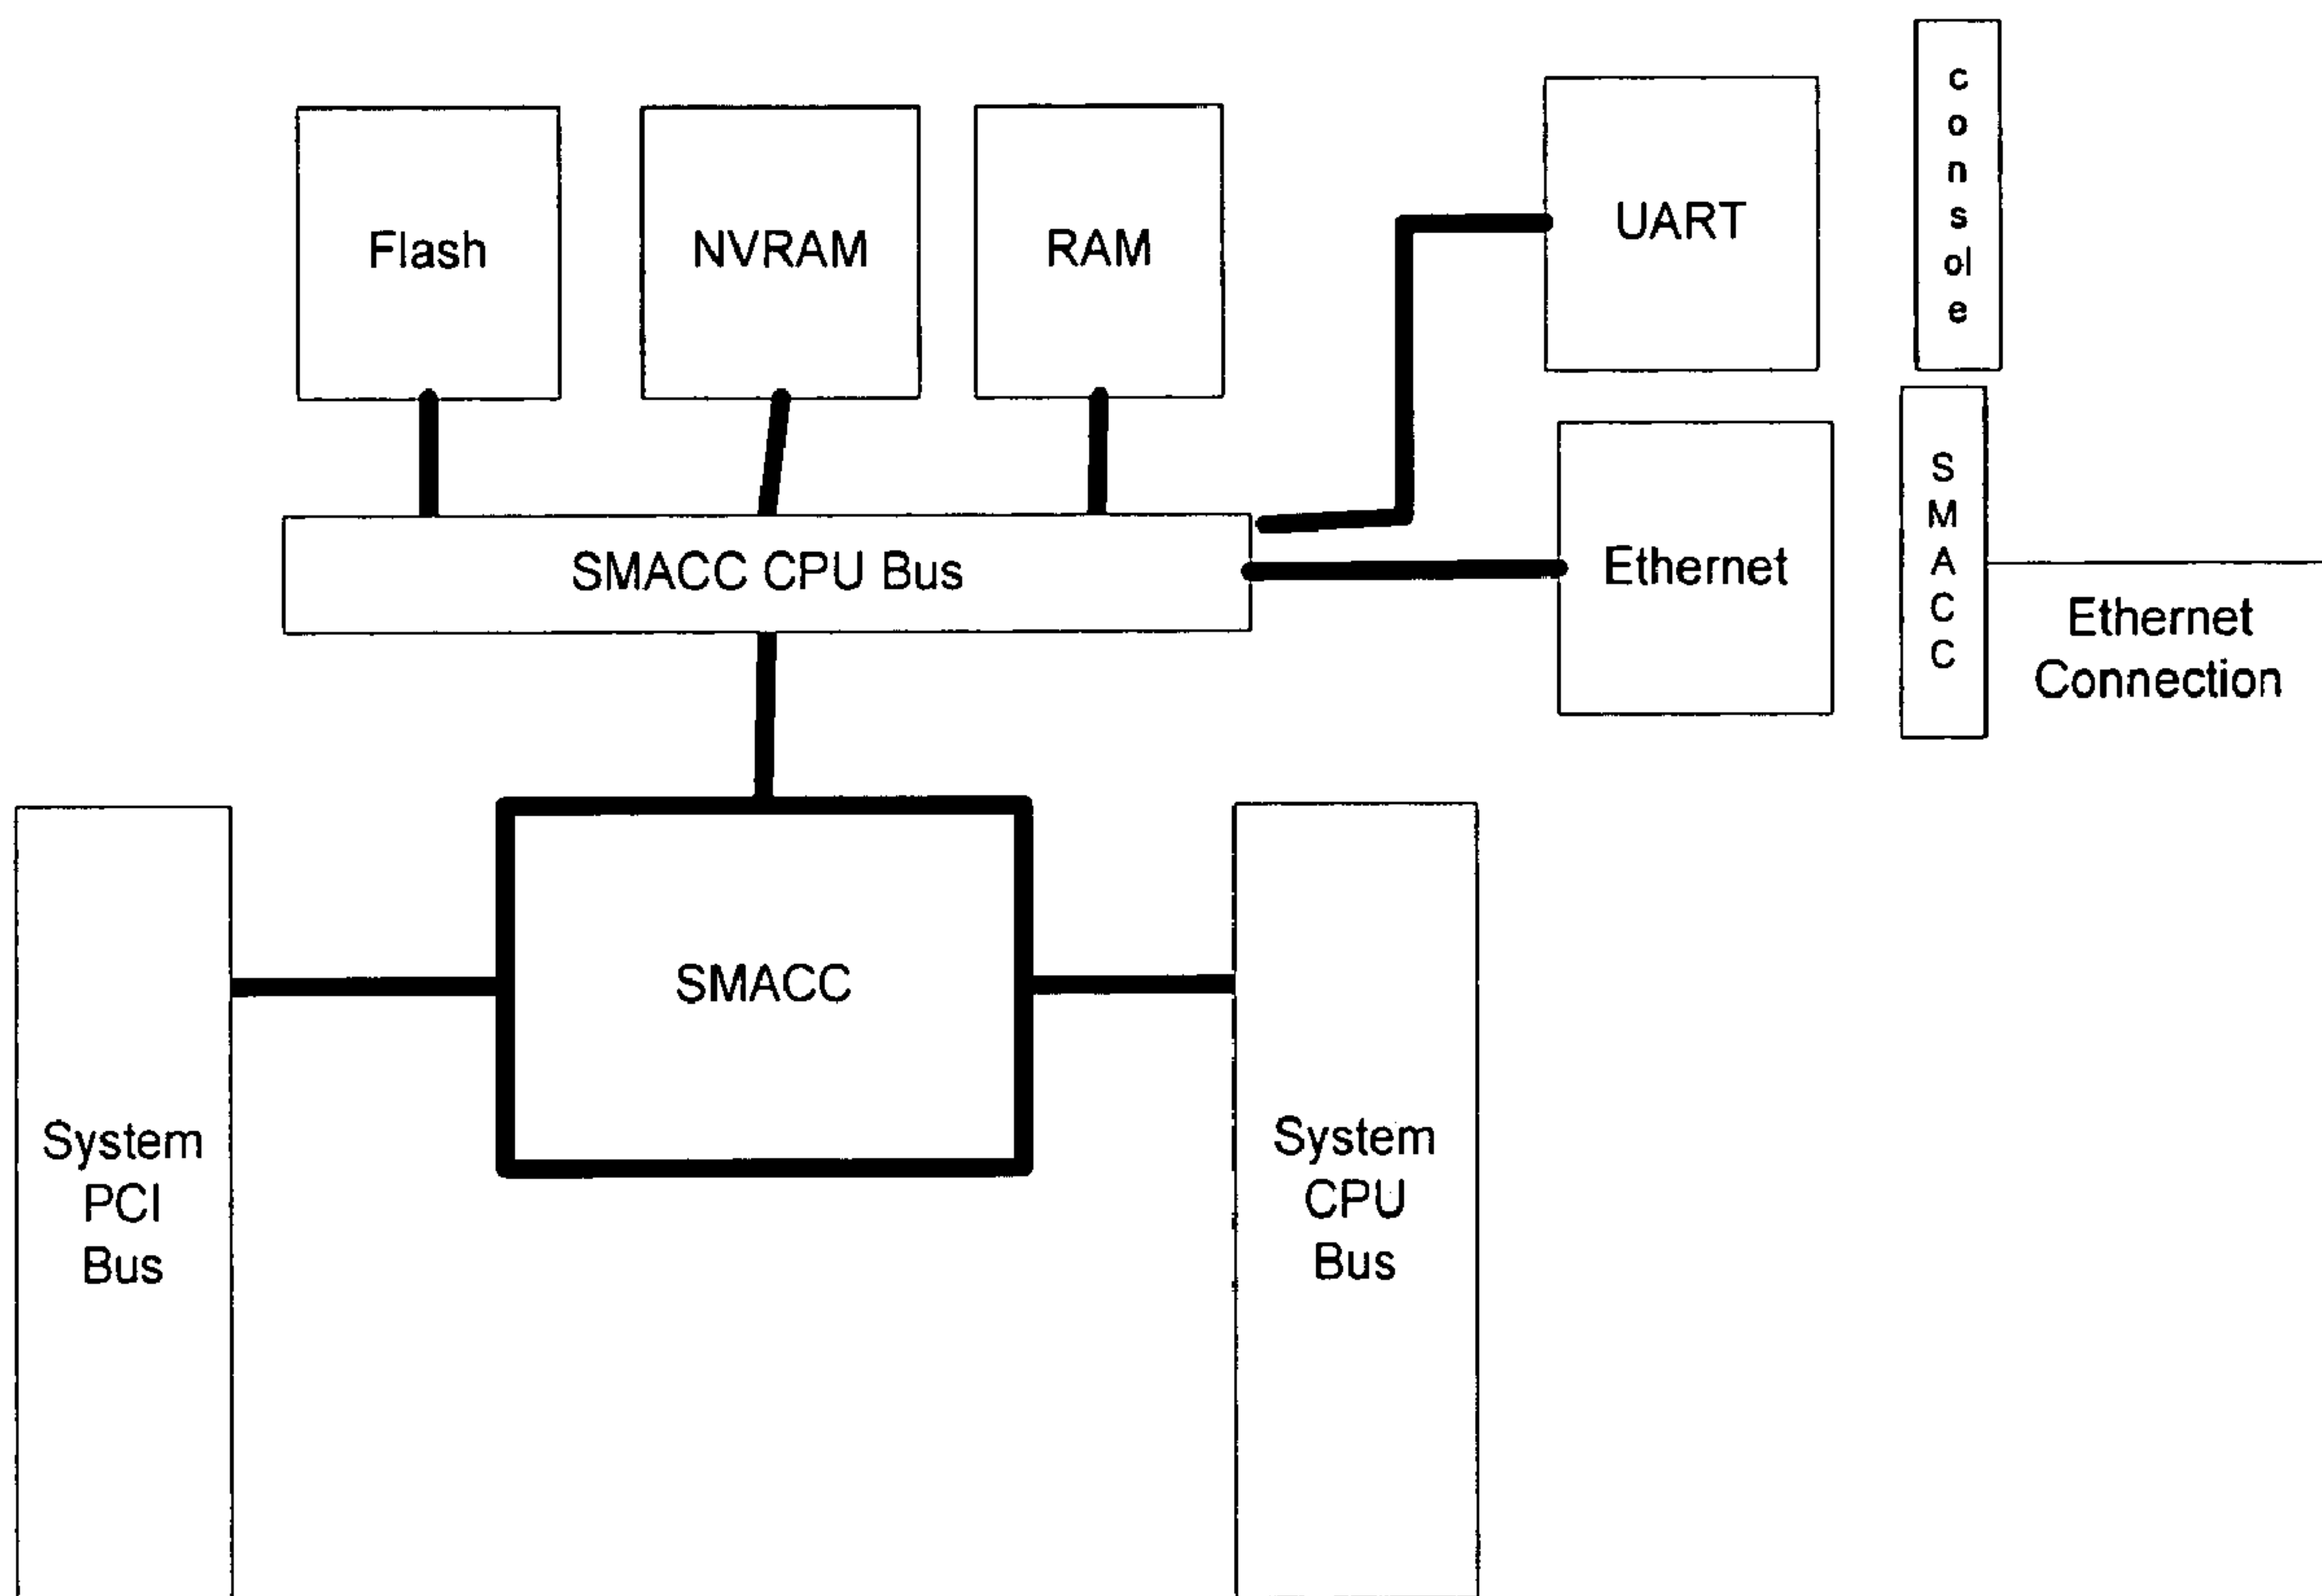 Flash
NVRAM
RAM
UART
c
o
n
s
ol
e
SMACC CPU Bus
Ethernet
S
M
A
C
C
Ethernet
Connection
SMACC
System
PCI
Bus
System
CPU
Bus